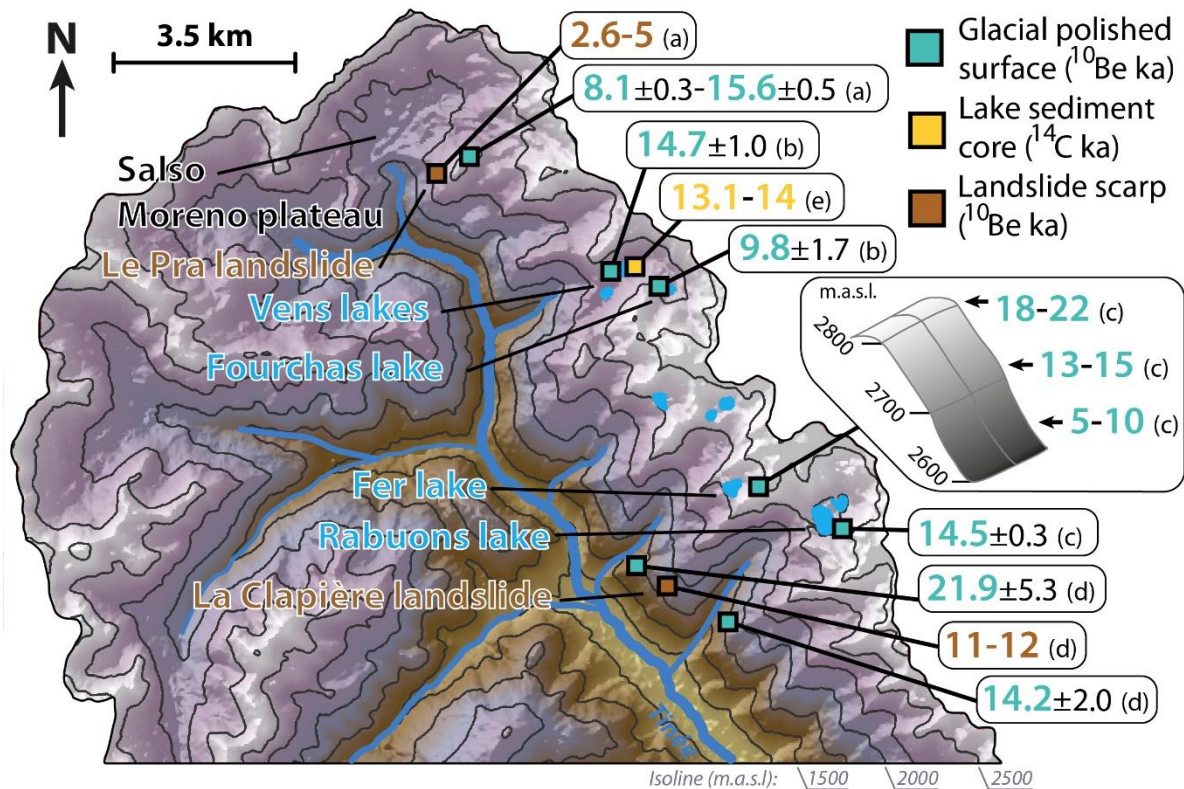 N
3.5 km
2.6-5 (a)
8.1±0.3-15.6±0.5 (a)
14.7±1.0 (b)
13.1-14 (e)
9.8±1.7 (b)
Glacial polished
surface (¹⁰Be ka)
Lake sediment
core (¹⁴C ka)
Landslide scarp
(¹⁰Be ka)
Salso
Moreno plateau
Le Pra landslide
Vens lakes
Fourchas lake
m.a.s.l.
2800
2700
2600
18-22 (c)
13-15 (c)
5-10 (c)
Fer lake
Rabuons lake
La Clapière landslide
14.5±0.3 (c)
21.9±5.3 (d)
11-12 (d)
14.2±2.0 (d)
Tinée
Isoline (m.a.s.l): 1500 2000 2500